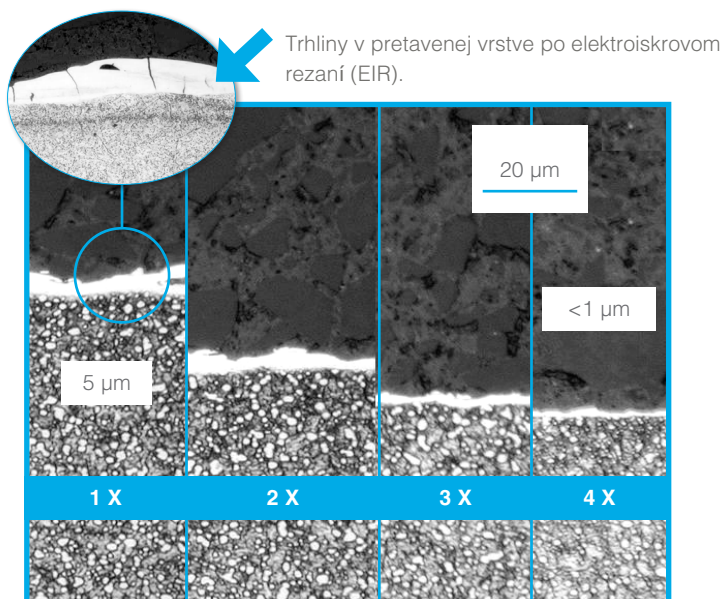 Trhliny v pretavenej vrstve po elektroiskrovom
rezaní (EIR).
20 µm
<1 µm
5 µm
1 X
2 X
3 X
4 X